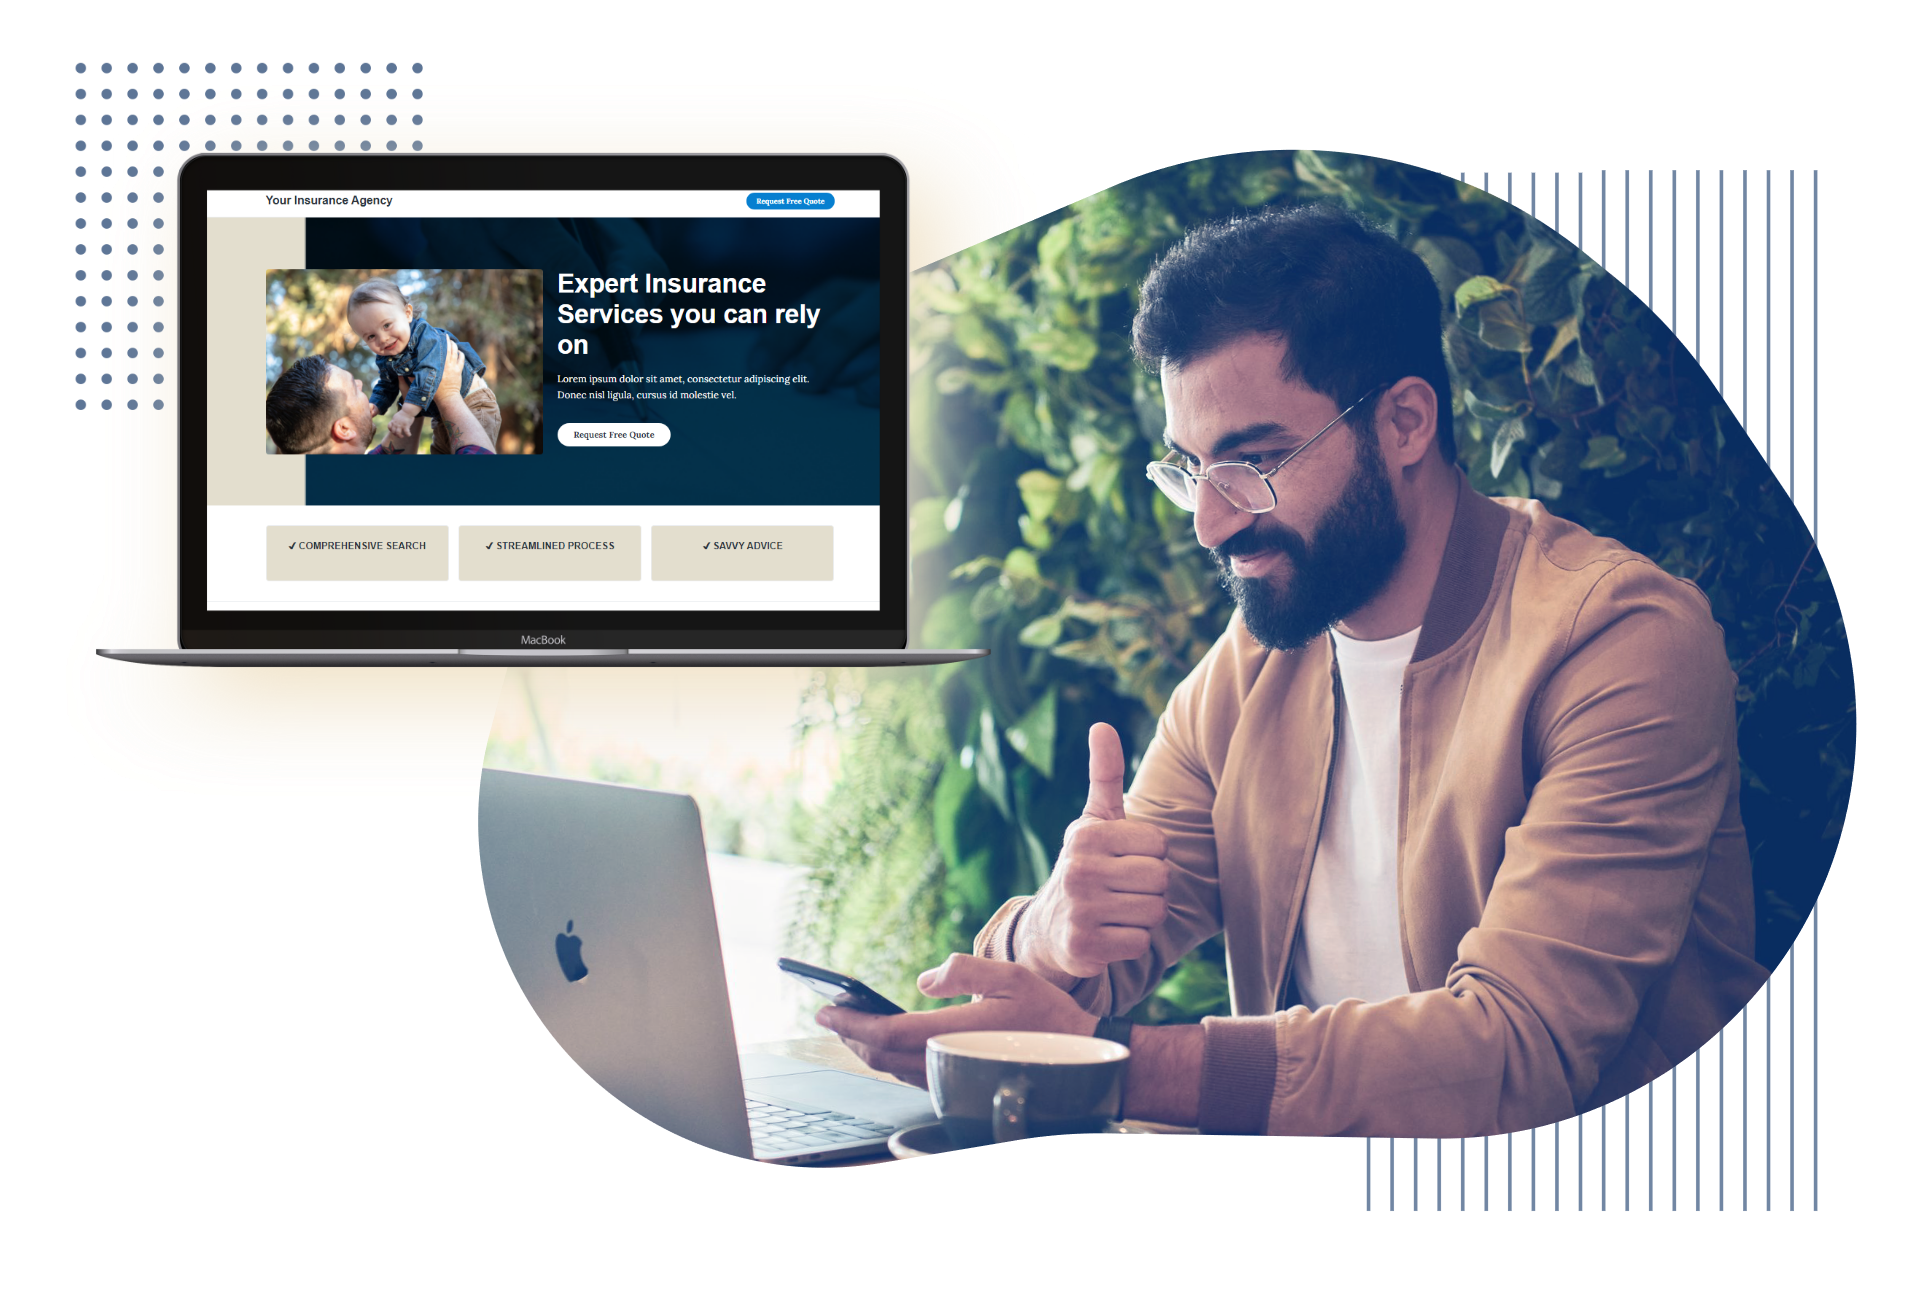 Your Insurance Agency
Request Free Quote
Expert Insurance
Services you can rely
on
Lorem ipsum dolor sit amet, consectetur adipiscing elit.
Donec nisl ligula, cursus id molestie vel.
Request Free Quote
✓ COMPREHENSIVE SEARCH
✓ STREAMLINED PROCESS
✓ SAVVY ADVICE
MacBook